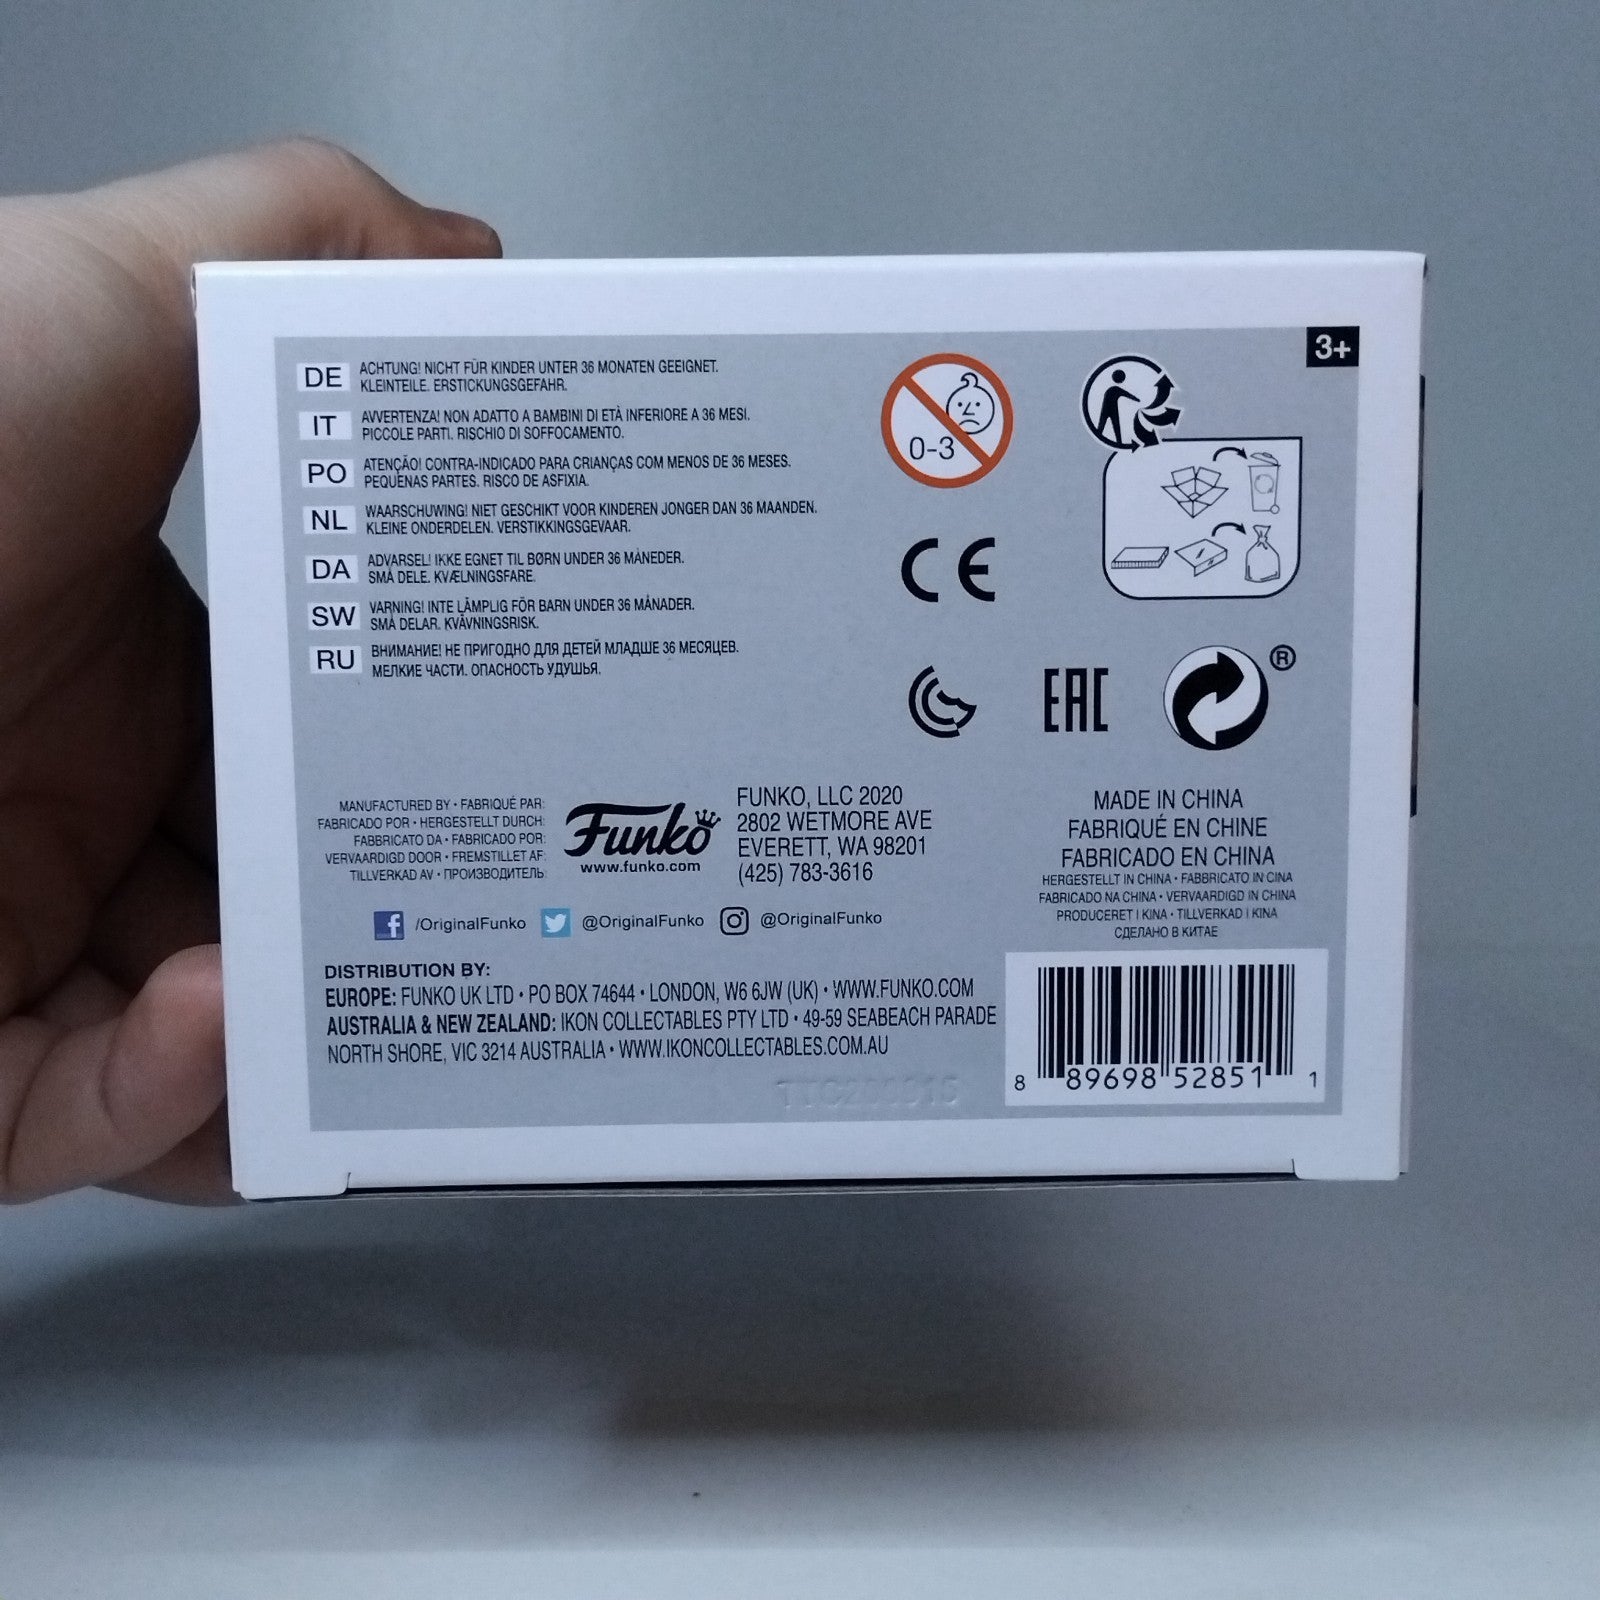 3+
DE ACHTUNG! NICHT FÜR KINDER UNTER 36 MONATEN GEEIGNET.
KLEINTEILE. ERSTICKUNGSGEFAHR.
IT AVVERTENZA! NON ADATTO A BAMBINI DI ETÀ INFERIORE A 36 MESI.
PICCOLE PARTI. RISCHIO DI SOFFOCAMENTO.
PO ATENÇÃO! CONTRA-INDICADO PARA CRIANÇAS COM MENOS DE 36 MESES.
PEQUENAS PARTES. RISCO DE ASFIXIA.
NL WAARSCHUWING! NIET GESCHIKT VOOR KINDEREN JONGER DAN 36 MAANDEN.
KLEINE ONDERDELEN. VERSTIKKINGSGEVAAR.
DA ADVARSEL! IKKE EGNET TIL BØRN UNDER 36 MÅNEDER.
SMÅ DELE. KVÆLNINGSFARE.
SW VARNING! INTE LÄMPLIG FÖR BARN UNDER 36 MÅNADER.
SMÅ DELAR. KVÄVNINGSRISK.
RU ВНИМАНИЕ! НЕ ПРИГОДНО ДЛЯ ДЕТЕЙ МЛАДШЕ 36 МЕСЯЦЕВ.
МЕЛКИЕ ЧАСТИ. ОПАСНОСТЬ УДУШЬЯ.
0-3
CE
EAC
®
MANUFACTURED BY • FABRIQUÉ PAR:
FABRICADO POR • HERGESTELLT DURCH:
FABBRICATO DA • FABRICADO POR:
VERVAARDIGD DOOR • FREMSTILLET AF:
TILLVERKAD AV • ПРОИЗВОДИТЕЛЬ:
Funko
www.funko.com
FUNKO, LLC 2020
2802 WETMORE AVE
EVERETT, WA 98201
(425) 783-3616
MADE IN CHINA
FABRIQUÉ EN CHINE
FABRICADO EN CHINA
HERGESTELLT IN CHINA • FABBRICATO IN CINA
FABRICADO NA CHINA • VERVAARDIGD IN CHINA
PRODUCERET I KINA • TILLVERKAD I KINA
СДЕЛАНО В КИТАЕ
/OriginalFunko @OriginalFunko @OriginalFunko
DISTRIBUTION BY:
EUROPE: FUNKO UK LTD • PO BOX 74644 • LONDON, W6 6JW (UK) • WWW.FUNKO.COM
AUSTRALIA & NEW ZEALAND: IKON COLLECTABLES PTY LTD • 49-59 SEABEACH PARADE
NORTH SHORE, VIC 3214 AUSTRALIA • WWW.IKONCOLLECTABLES.COM.AU
8 89698 52851 1